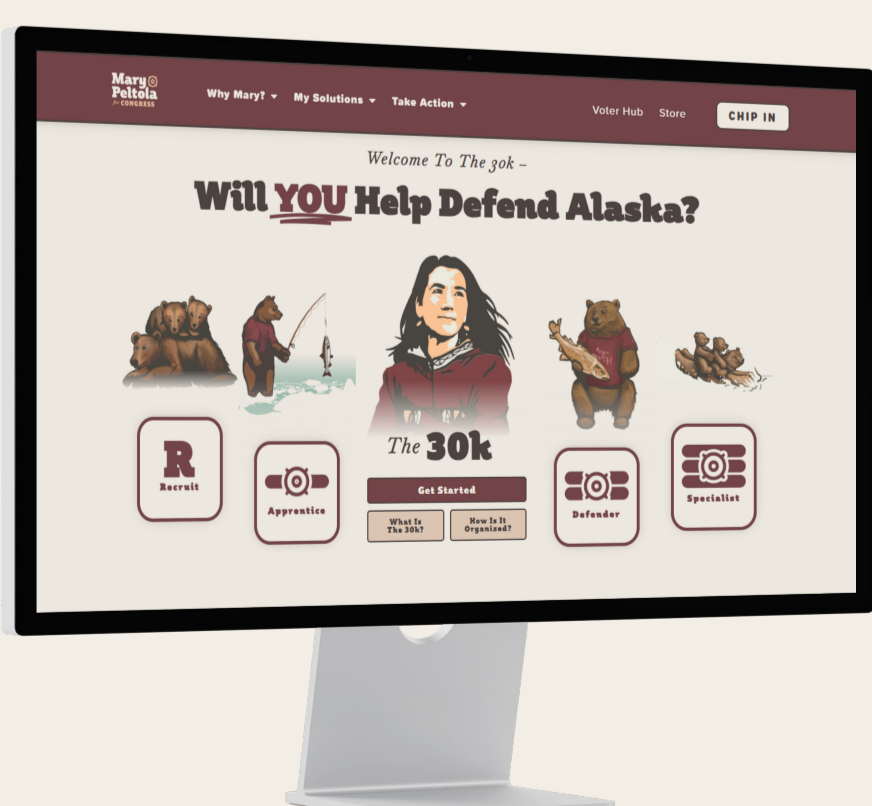 Mary
Peltola
for CONGRESS
Why Mary?
My Solutions
Take Action
Voter Hub
Store
CHIP IN
Welcome To The 30k –
Will YOU Help Defend Alaska?
The 30k
R
Recruit
Apprentice
Get Started
What Is
The 30k?
How Is It
Organized?
Defender
Specialist